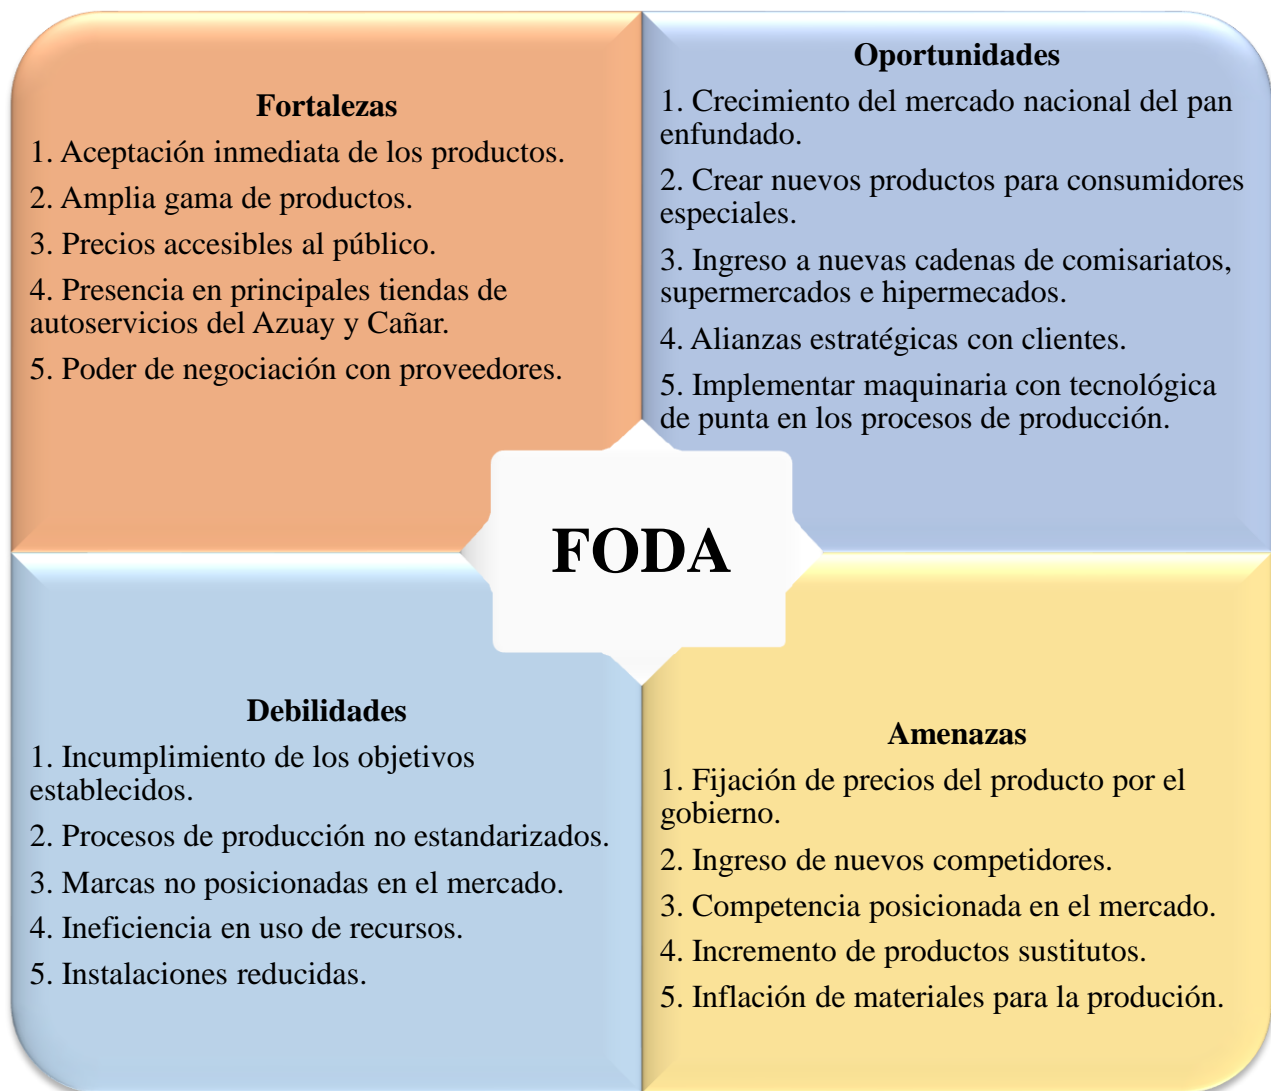 Fortalezas
1. Aceptación inmediata de los productos.
2. Amplia gama de productos.
3. Precios accesibles al público.
4. Presencia en principales tiendas de
autoservicios del Azuay y Cañar.
5. Poder de negociación con proveedores.
Oportunidades
1. Crecimiento del mercado nacional del pan
enfundado.
2. Crear nuevos productos para consumidores
especiales.
3. Ingreso a nuevas cadenas de comisariatos,
supermercados e hipermecados.
4. Alianzas estratégicas con clientes.
5. Implementar maquinaria con tecnológica
de punta en los procesos de producción.
FODA
Debilidades
1. Incumplimiento de los objetivos
establecidos.
2. Procesos de producción no estandarizados.
3. Marcas no posicionadas en el mercado.
4. Ineficiencia en uso de recursos.
5. Instalaciones reducidas.
Amenazas
1. Fijación de precios del producto por el
gobierno.
2. Ingreso de nuevos competidores.
3. Competencia posicionada en el mercado.
4. Incremento de productos sustitutos.
5. Inflación de materiales para la produción.